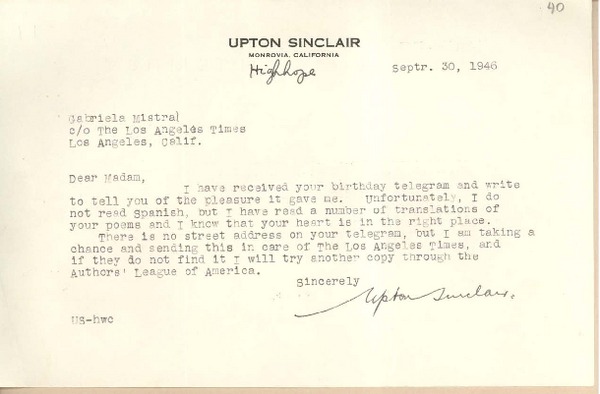 40
UPTON SINCLAIR
MONROVIA, CALIFORNIA
Highhope
Septr. 30, 1946
Gabriela Mistral
c/o The Los Angeles Times
Los Angeles, Calif.
Dear Madam,
I have received your birthday telegram and write
to tell you of the pleasure it gave me. Unfortunately, I do
not read Spanish, but I have read a number of translations of
your poems and I know that your heart is in the right place.
There is no street address on your telegram, but I am taking a
chance and sending this in care of The Los Angeles Times, and
if they do not find it I will try another copy through the
Authors' League of America.
Sincerely
Upton Sinclair.
US-hwc